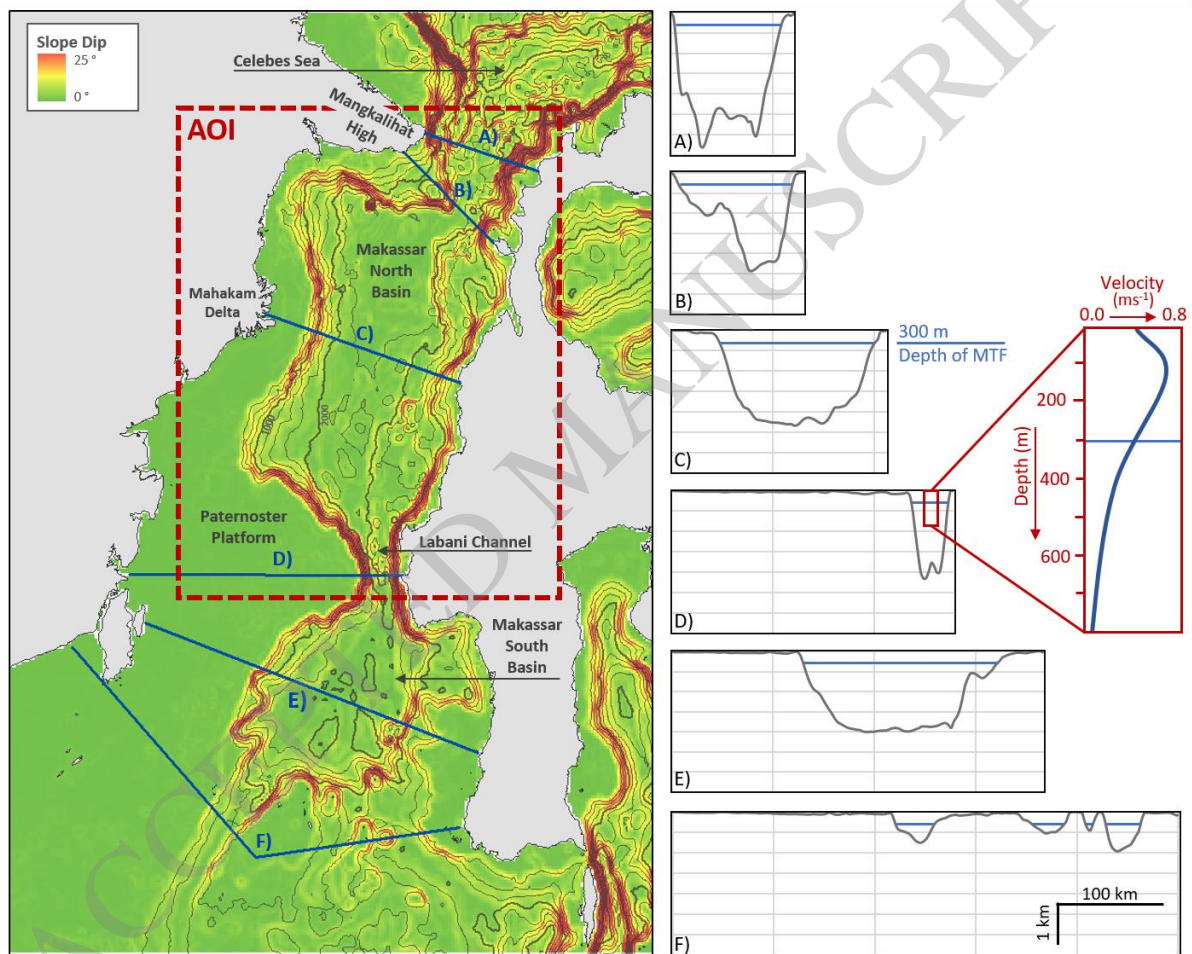 Slope Dip
25 °
0 °
Celebes Sea
Mangkalihat
High
AOI
A)
B)
Makassar
North
Basin
Mahakam
Delta
C)
1000
2000
Paternoster
Platform
Labani Channel
D)
Makassar
South
Basin
E)
F)
A)
B)
C)
300 m
Depth of MTF
D)
E)
F)
1 km
100 km
Velocity
(ms-1)
0.0
0.8
Depth (m)
200
400
600
ACCEPTED MANUSCRIPT